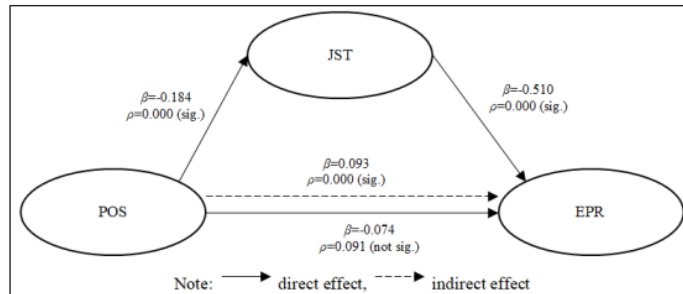 JST
β=-0.184
ρ=0.000 (sig.)
β=-0.510
ρ=0.000 (sig.)
β=0.093
ρ=0.000 (sig.)
POS
EPR
β=-0.074
ρ=0.091 (not sig.)
Note: direct effect, indirect effect